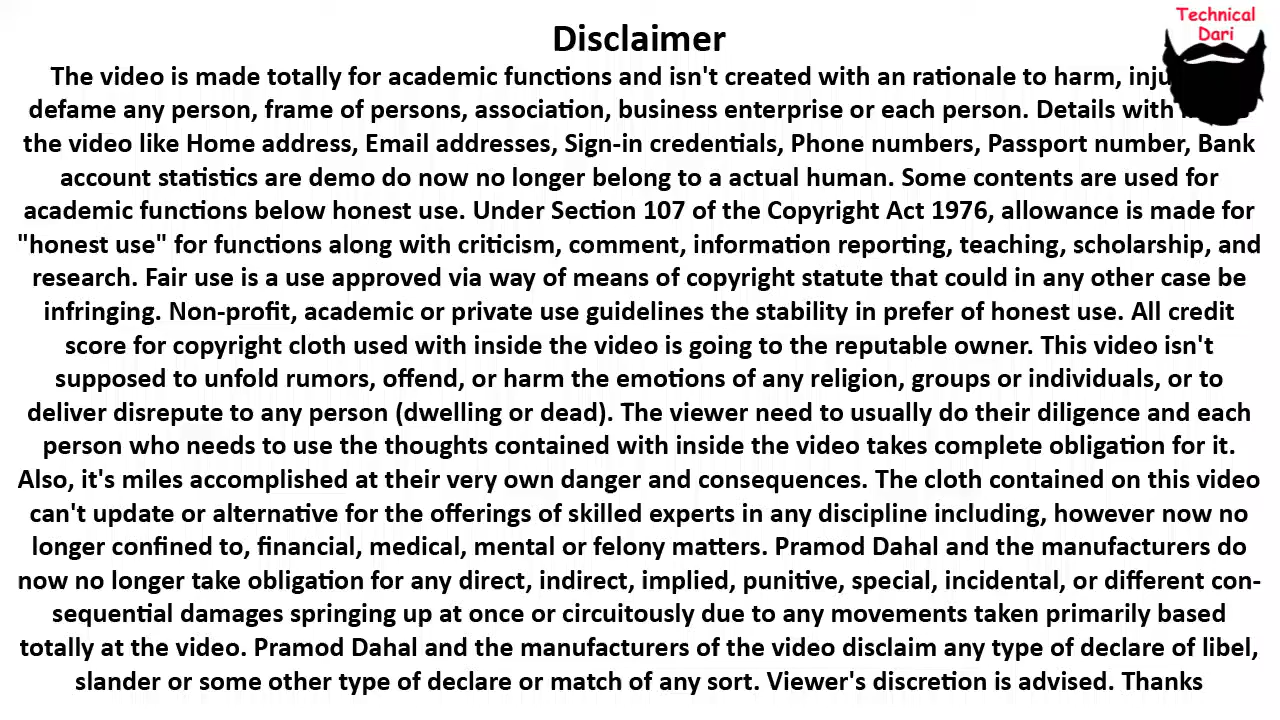 Technical
Dari
Disclaimer
The video is made totally for academic functions and isn't created with an rationale to harm,
defame any person, frame of persons, association, business enterprise or each person. Details with
the video like Home address, Email addresses, Sign-in credentials, Phone numbers, Passport number, Bank
account statistics are demo do now no longer belong to a actual human. Some contents are used for
academic functions below honest use. Under Section 107 of the Copyright Act 1976, allowance is made for
"honest use" for functions along with criticism, comment, information reporting, teaching, scholarship, and
research. Fair use is a use approved via way of means of copyright statute that could in any other case be
infringing. Non-profit, academic or private use guidelines the stability in prefer of honest use. All credit
score for copyright cloth used with inside the video is going to the reputable owner. This video isn't
supposed to unfold rumors, offend, or harm the emotions of any religion, groups or individuals, or to
deliver disrepute to any person (dwelling or dead). The viewer need to usually do their diligence and each
person who needs to use the thoughts contained with inside the video takes complete obligation for it.
Also, it's miles accomplished at their very own danger and consequences. The cloth contained on this video
can't update or alternative for the offerings of skilled experts in any discipline including, however now no
longer confined to, financial, medical, mental or felony matters. Pramod Dahal and the manufacturers do
now no longer take obligation for any direct, indirect, implied, punitive, special, incidental, or different con-
sequential damages springing up at once or circuitously due to any movements taken primarily based
totally at the video. Pramod Dahal and the manufacturers of the video disclaim any type of declare of libel,
slander or some other type of declare or match of any sort. Viewer's discretion is advised. Thanks